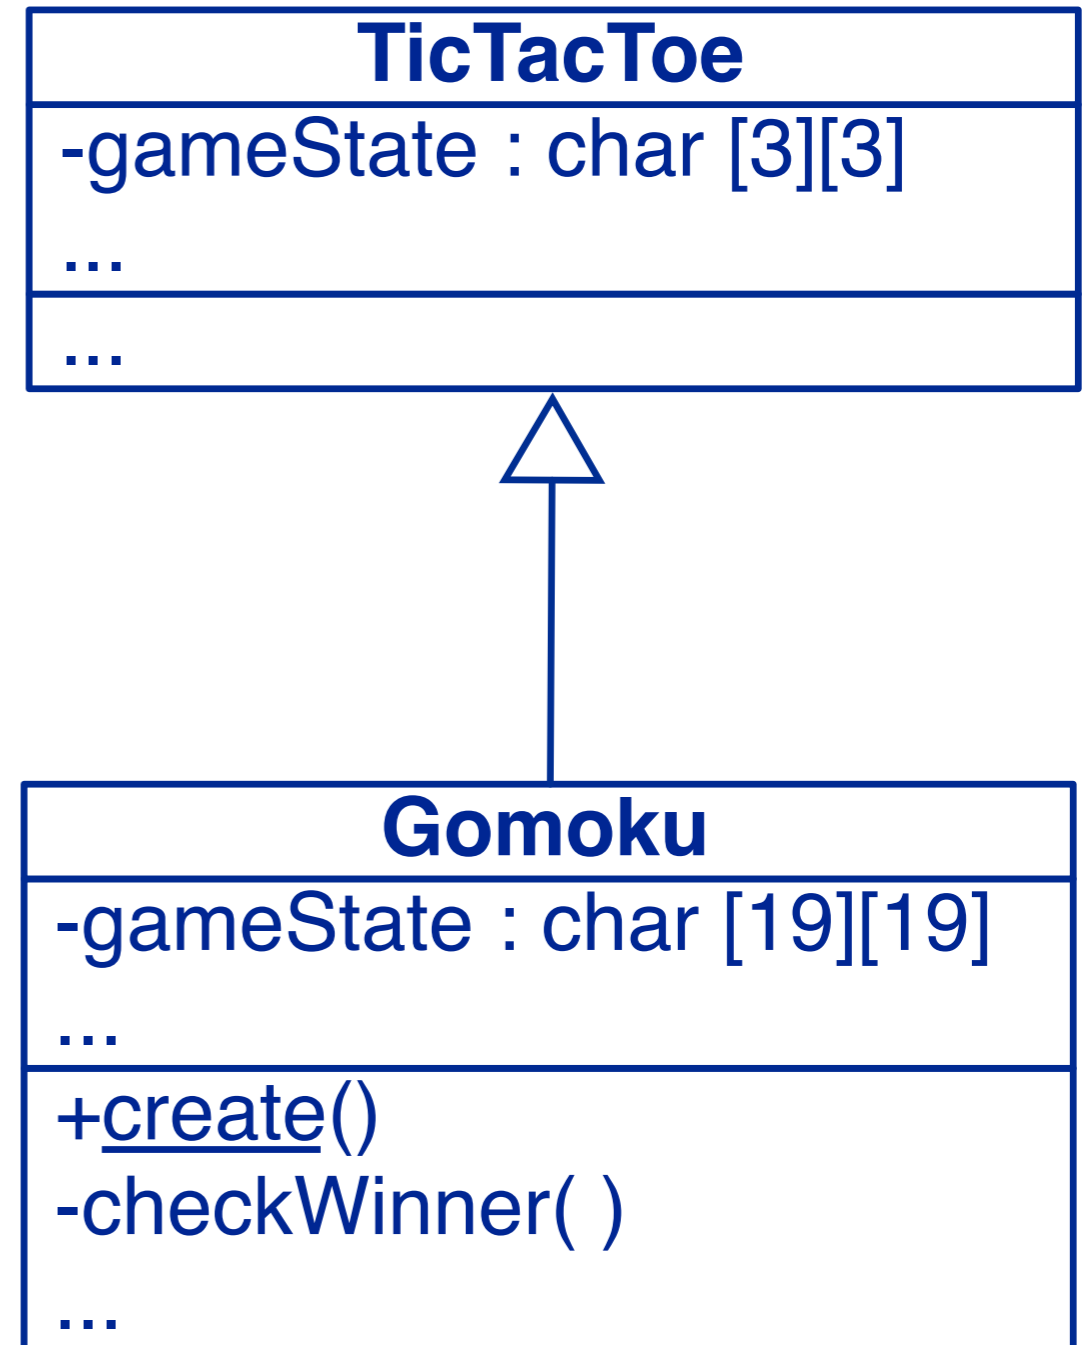 TicTacToe
-gameState : char [3][3]
...
...
Gomoku
-gameState : char [19][19]
...
+create()
-checkWinner( )
...